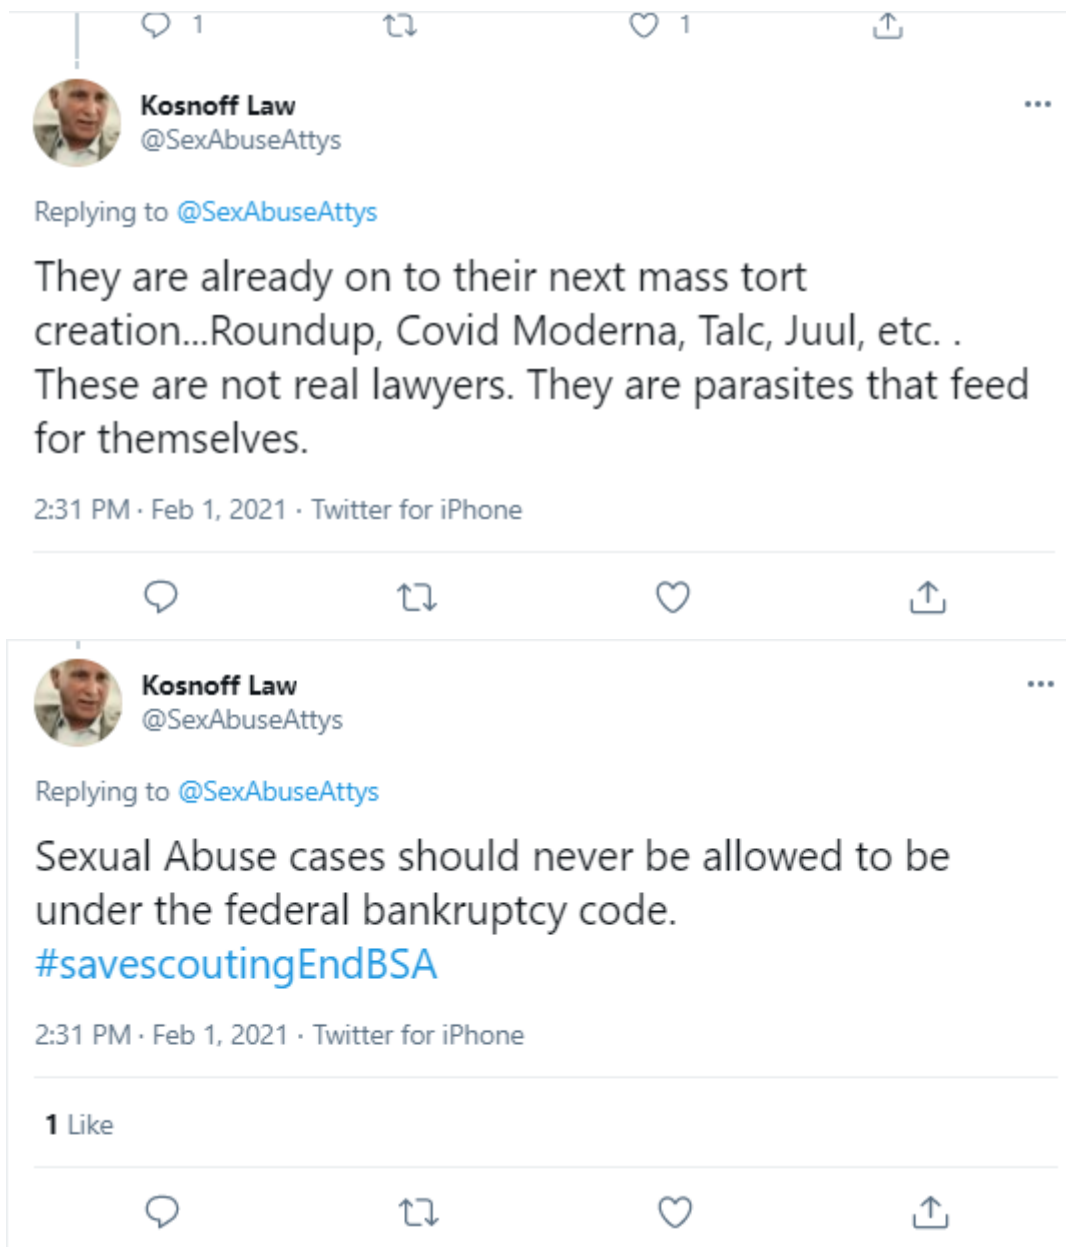 1 1
Kosnoff Law
@SexAbuseAttys
Replying to @SexAbuseAttys
They are already on to their next mass tort
creation...Roundup, Covid Moderna, Talc, Juul, etc. .
These are not real lawyers. They are parasites that feed
for themselves.
2:31 PM · Feb 1, 2021 · Twitter for iPhone
Kosnoff Law
@SexAbuseAttys
Replying to @SexAbuseAttys
Sexual Abuse cases should never be allowed to be
under the federal bankruptcy code.
#savescoutingEndBSA
2:31 PM · Feb 1, 2021 · Twitter for iPhone
1 Like